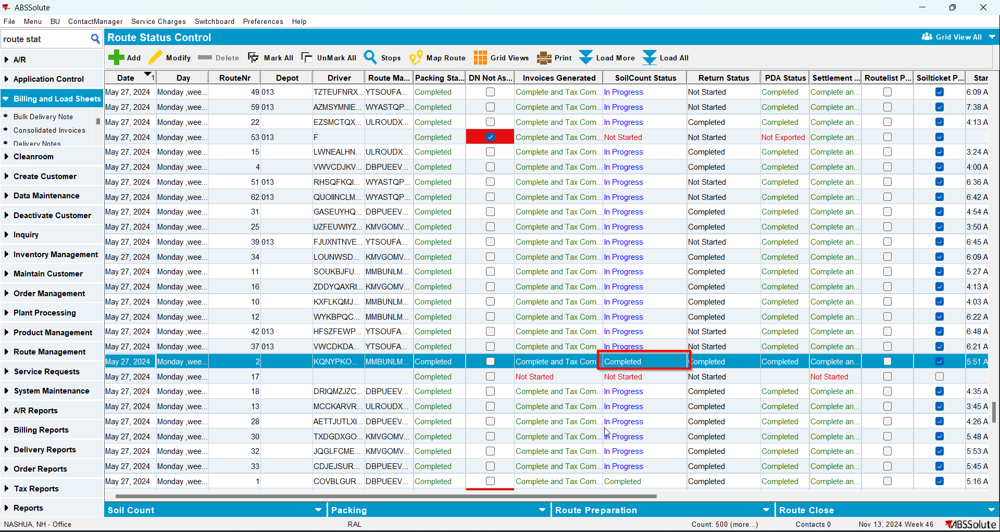 ABSSolute
File Menu BU ContactManager Service Charges Switchboard Preferences Help
route stat
Route Status Control
Grid View All
Add Modify Delete Mark All UnMark All Stops Map Route Grid Views Print Load More Load All
A/R
Application Control
Billing and Load Sheets
Bulk Delivery Note
Consolidated Invoices
Delivery Notes
Cleanroom
Create Customer
Data Maintenance
Deactivate Customer
Inquiry
Inventory Management
Maintain Customer
Order Management
Plant Processing
Product Management
Route Management
Service Requests
System Maintenance
A/R Reports
Billing Reports
Delivery Reports
Order Reports
Tax Reports
Reports
Date 1 Day RouteNr Depot Driver Route Ma... Packing Sta... DN Not As... Invoices Generated SoilCount Status Return Status PDA Status Settlement ... Routelist P... Soilticket P... Star
May 27, 2024 Monday ,wee... 49 013 TZTEUFNRX... YTSOUFA... Completed Complete and Tax Com... In Progress Not Started Completed Complete an... 6:09 A
May 27, 2024 Monday ,wee... 59 013 AZMSYMNIE... WYASTQP... Completed Complete and Tax Com... In Progress Not Started Completed Complete an... 7:38 A
May 27, 2024 Monday ,wee... 22 EZSMCTQX... ULROUDX... Completed Complete and Tax Com... In Progress Completed Completed Complete an... 4:13 A
May 27, 2024 Monday ,wee... 53 013 F Completed Complete and Tax Com... Not Started Not Started Not Exported Complete an...
May 27, 2024 Monday ,wee... 15 LWNEALHN... ULROUDX... Completed Complete and Tax Com... In Progress Completed Completed Complete an... 3:24 A
May 27, 2024 Monday ,wee... 4 VWVCDJKV... DBPUEEV... Completed Complete and Tax Com... In Progress Completed Completed Complete an... 4:00 A
May 27, 2024 Monday ,wee... 51 013 RHSQFKQI... WYASTQP... Completed Complete and Tax Com... In Progress Not Started Completed Complete an... 6:36 A
May 27, 2024 Monday ,wee... 62 013 QUOIINCLM... WYASTQP... Completed Complete and Tax Com... In Progress Not Started Completed Complete an... 6:42 A
May 27, 2024 Monday ,wee... 31 GASEUYHQ... DBPUEEV... Completed Complete and Tax Com... In Progress Completed Completed Complete an... 4:54 A
May 27, 2024 Monday ,wee... 25 IJZFEUWIYZ... KMVGOMV... Completed Complete and Tax Com... In Progress Completed Completed Complete an... 3:50 A
May 27, 2024 Monday ,wee... 39 013 FJUXNTNVE... YTSOUFA... Completed Complete and Tax Com... In Progress Not Started Completed Complete an... 6:45 A
May 27, 2024 Monday ,wee... 34 LOUNWSD... KMVGOMV... Completed Complete and Tax Com... In Progress Completed Completed Complete an... 6:09 A
May 27, 2024 Monday ,wee... 11 SOUKBJFU... MMBUNLM... Completed Complete and Tax Com... In Progress Completed Completed Complete an... 5:27 A
May 27, 2024 Monday ,wee... 16 ZDDYQAXRI... KMVGOMV... Completed Complete and Tax Com... In Progress Completed Completed Complete an... 4:13 A
May 27, 2024 Monday ,wee... 10 KXFLKQMJ... MMBUNLM... Completed Complete and Tax Com... In Progress Completed Completed Complete an... 4:03 A
May 27, 2024 Monday ,wee... 12 WYKBPQC... MMBUNLM... Completed Complete and Tax Com... In Progress Completed Completed Complete an... 6:22 A
May 27, 2024 Monday ,wee... 42 013 HFSZFEWP... YTSOUFA... Completed Complete and Tax Com... In Progress Not Started Completed Complete an... 6:48 A
May 27, 2024 Monday ,wee... 37 013 VWCDKDA... YTSOUFA... Completed Complete and Tax Com... In Progress Not Started Completed Complete an... 6:21 A
May 27, 2024 Monday ,wee... 2 KQNYPKO... MMBUNLM... Completed Complete and Tax Com... Completed Completed Completed Complete an... 5:51 A
May 27, 2024 Monday ,wee... 17 Completed Not Started Not Started Not Started Not Started
May 27, 2024 Monday ,wee... 18 DRIQMZJZC... DBPUEEV... Completed Complete and Tax Com... In Progress Completed Completed Complete an... 4:35 A
May 27, 2024 Monday ,wee... 13 MCCKARVR... ULROUDX... Completed Complete and Tax Com... In Progress Completed Completed Complete an... 3:45 A
May 27, 2024 Monday ,wee... 28 AETTJUTLXI... DBPUEEV... Completed Complete and Tax Com... In Progress Completed Completed Complete an... 4:26 A
May 27, 2024 Monday ,wee... 30 TXDGDXGO... KMVGOMV... Completed Complete and Tax Com... In Progress Completed Completed Complete an... 5:48 A
May 27, 2024 Monday ,wee... 32 JQGLFCME... KMVGOMV... Completed Complete and Tax Com... In Progress Completed Completed Complete an... 5:53 A
May 27, 2024 Monday ,wee... 33 CDJEJSUR... DBPUEEV... Completed Complete and Tax Com... In Progress Completed Completed Complete an... 5:45 A
May 27, 2024 Monday ,wee... 1 COVBLGUR... DBPUEEV... Completed Complete and Tax Com... Completed Completed Completed Complete an... 5:16 A
Soil Count Packing Route Preparation Route Close
NASHUA, NH - Office RAL Count: 500 (more...) Contacts 0 Nov 13, 2024 Week 46 ABSSolute